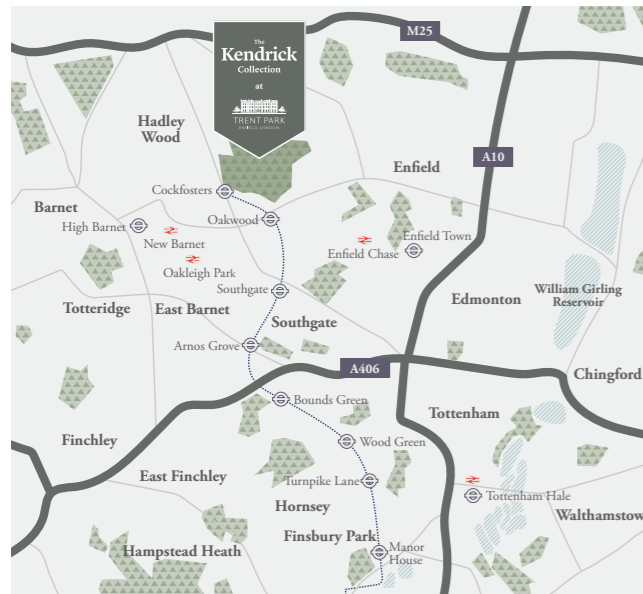 M25
The
Kendrick
Collection
at
TRENT PARK
ENFIELD, LONDON
Hadley
Wood
A10
Enfield
Cockfosters
Barnet
High Barnet
Oakwood
New Barnet
Enfield Town
Enfield Chase
Oakleigh Park
Southgate
William Girling
Reservoir
Edmonton
Totteridge
East Barnet
Southgate
Arnos Grove
A406
Chingford
Bounds Green
Tottenham
Finchley
Wood Green
East Finchley
Turnpike Lane
Tottenham Hale
Hornsey
Walthamstow
Finsbury Park
Hampstead Heath
Manor
House